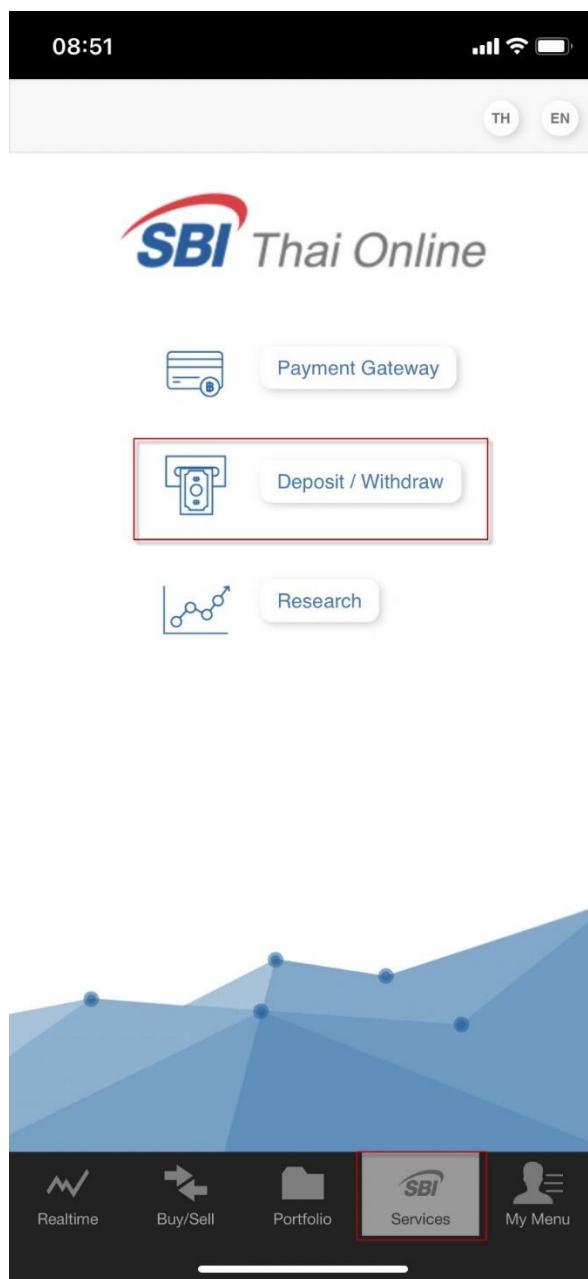 08:51
TH EN
SBI Thai Online
Payment Gateway
Deposit / Withdraw
Research
SBI
Realtime Buy/Sell Portfolio Services My Menu